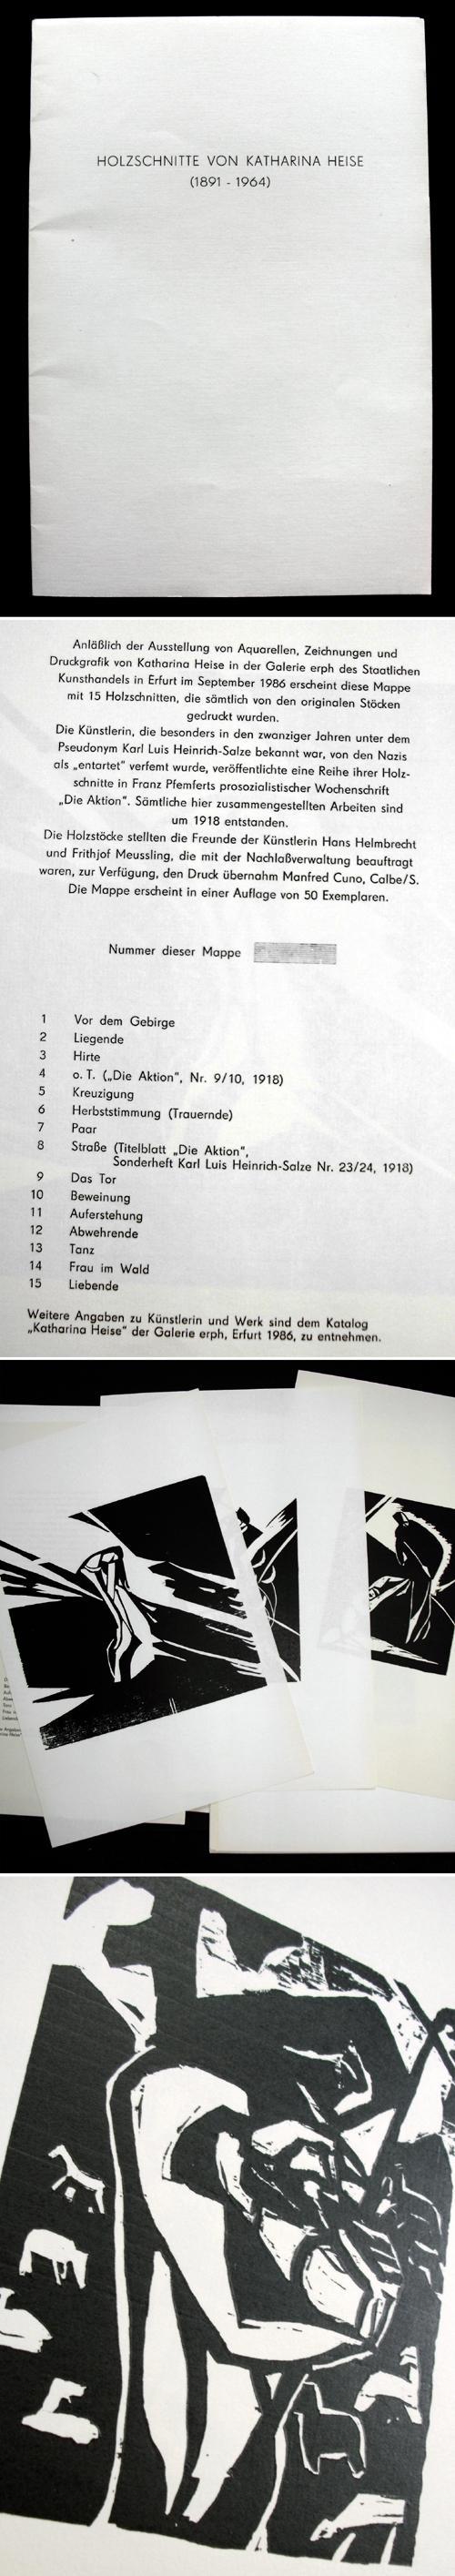 HOLZSCHNITTE VON KATHARINA HEISE
(1891 - 1964)
Anläßlich der Ausstellung von Aquarellen, Zeichnungen und
Druckgrafik von Katharina Heise in der Galerie erph des Staatlichen
Kunsthandels in Erfurt im September 1986 erscheint diese Mappe
mit 15 Holzschnitten, die sämtlich von den originalen Stöcken
gedruckt wurden.
Die Künstlerin, die besonders in den zwanziger Jahren unter dem
Pseudonym Karl Luis Heinrich-Salze bekannt war, von den Nazis
als „entartet" verfemt wurde, veröffentlichte eine Reihe ihrer Holz-
schnitte in Franz Pfemferts prosozialistischer Wochenschrift
„Die Aktion". Sämtliche hier zusammengestellten Arbeiten sind
um 1918 entstanden.
Die Holzstöcke stellten die Freunde der Künstlerin Hans Helmbrecht
und Frithjof Meussling, die mit der Nachlaßverwaltung beauftragt
waren, zur Verfügung, den Druck übernahm Manfred Cuno, Calbe/S.
Die Mappe erscheint in einer Auflage von 50 Exemplaren.
Nummer dieser Mappe
1 Vor dem Gebirge
2 Liegende
3 Hirte
4 o. T. („Die Aktion", Nr. 9/10, 1918)
5 Kreuzigung
6 Herbststimmung (Trauernde)
7 Paar
8 Straße (Titelblatt „Die Aktion",
Sonderheft Karl Luis Heinrich-Salze Nr. 23/24, 1918)
9 Das Tor
10 Beweinung
11 Auferstehung
12 Abwehrende
13 Tanz
14 Frau im Wald
15 Liebende
Weitere Angaben zu Künstlerin und Werk sind dem Katalog
„Katharina Heise" der Galerie erph, Erfurt 1986, zu entnehmen.